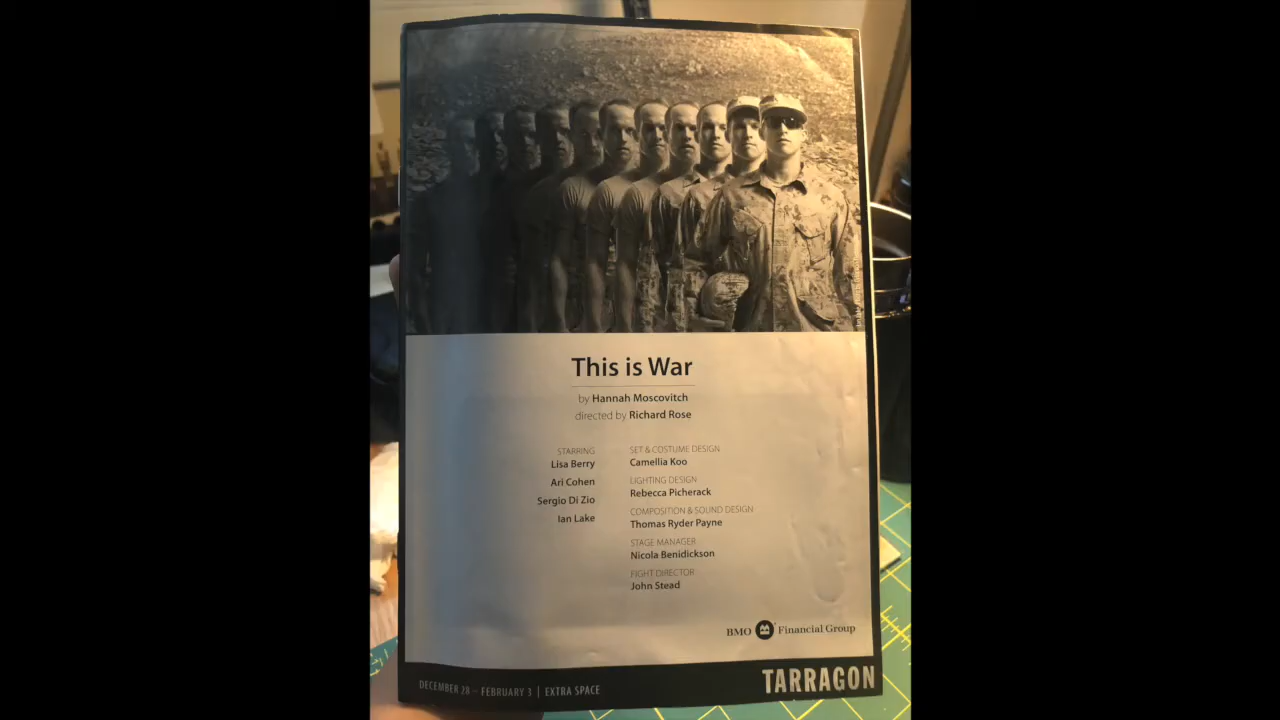 This is War
by Hannah Moscovitch
directed by Richard Rose
STARRING
Lisa Berry
Ari Cohen
Sergio Di Zio
Ian Lake
SET & COSTUME DESIGN
Camellia Koo
LIGHTING DESIGN
Rebecca Picherack
COMPOSITION & SOUND DESIGN
Thomas Ryder Payne
STAGE MANAGER
Nicola Benidickson
FIGHT DIRECTOR
John Stead
BMO Financial Group
DECEMBER 28 – FEBRUARY 3 | EXTRA SPACE
TARRAGON